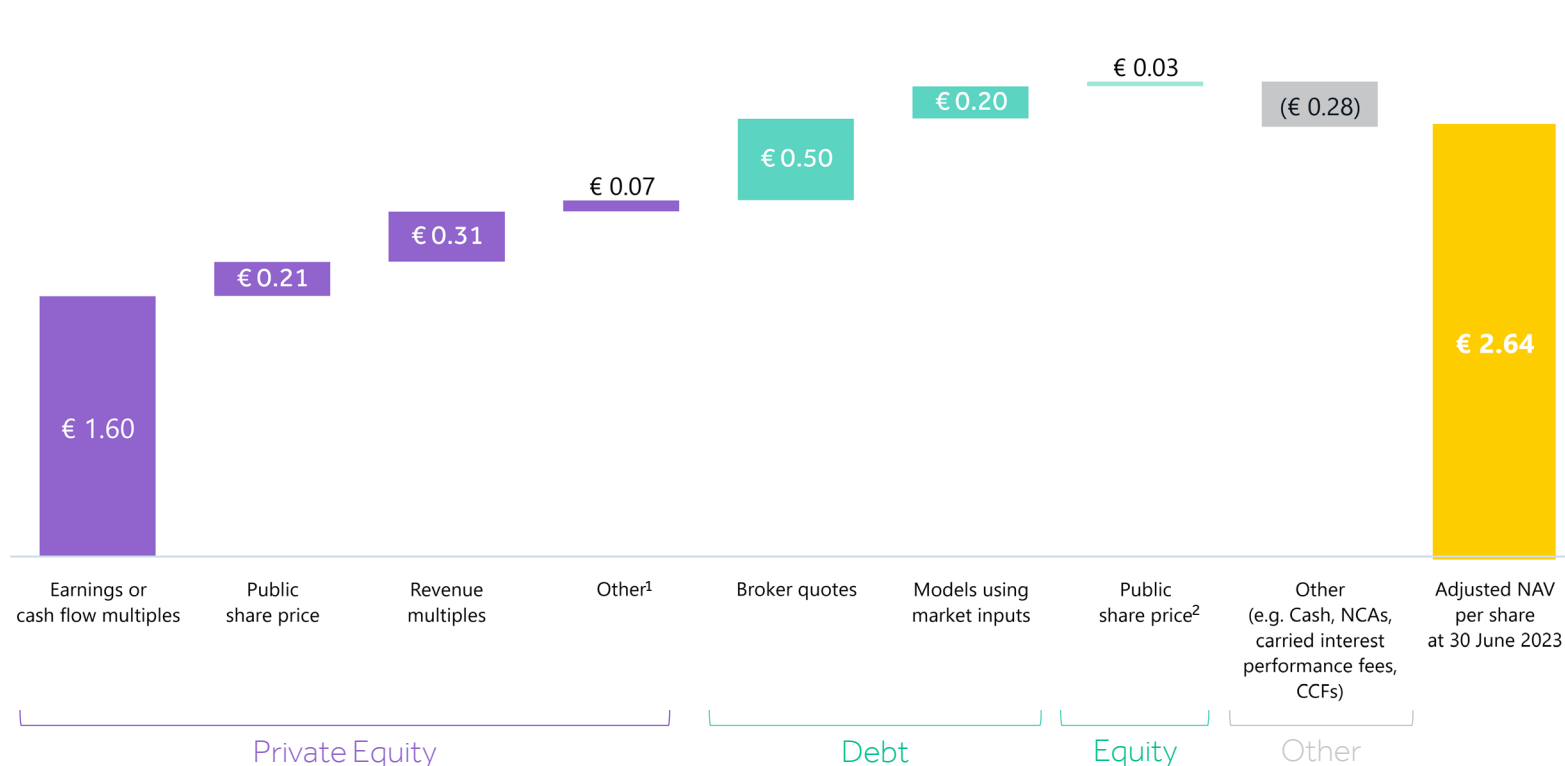 € 0.03
€ 0.20
(€ 0.28)
€ 0.50
€ 0.07
€ 0.31
€ 0.21
€ 2.64
€ 1.60
Earnings or
cash flow multiples
Public
share price
Revenue
multiples
Other¹
Broker quotes
Models using
market inputs
Public
share price²
Other
(e.g. Cash, NCAs,
carried interest
performance fees,
CCFs)
Adjusted NAV
per share
at 30 June 2023
Private Equity
Debt
Equity
Other